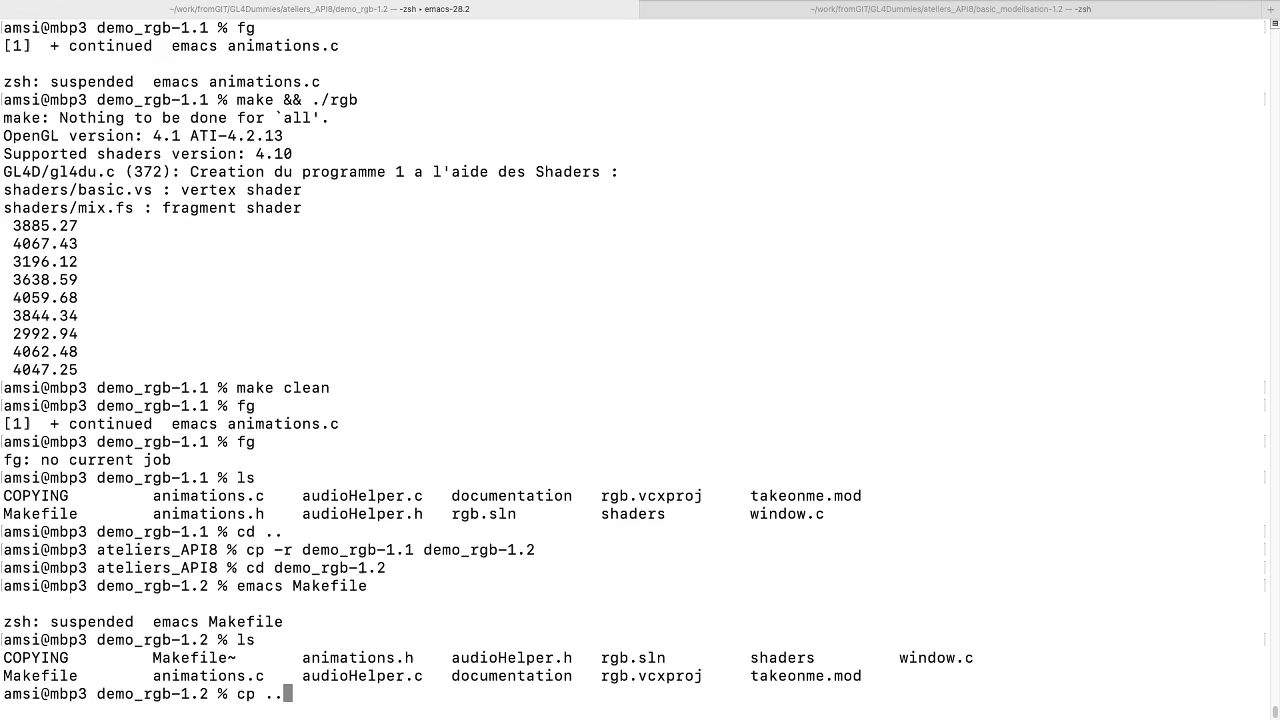 ~/work/fromGIT/GL4Dummies/ateliers_API8/demo_rgb-1.2 — -zsh ▸ emacs-28.2
~/work/fromGIT/GL4Dummies/ateliers_API8/basic_modelisation-1.2 — -zsh
amsi@mbp3 demo_rgb-1.1 % fg
[1]  + continued  emacs animations.c
zsh: suspended  emacs animations.c
amsi@mbp3 demo_rgb-1.1 % make && ./rgb
make: Nothing to be done for `all'.
OpenGL version: 4.1 ATI-4.2.13
Supported shaders version: 4.10
GL4D/gl4du.c (372): Creation du programme 1 a l'aide des Shaders :
shaders/basic.vs : vertex shader
shaders/mix.fs : fragment shader
3885.27
4067.43
3196.12
3638.59
4059.68
3844.34
2992.94
4062.48
4047.25
amsi@mbp3 demo_rgb-1.1 % make clean
amsi@mbp3 demo_rgb-1.1 % fg
[1]  + continued  emacs animations.c
amsi@mbp3 demo_rgb-1.1 % fg
fg: no current job
amsi@mbp3 demo_rgb-1.1 % ls
COPYING animations.c audioHelper.c documentation rgb.vcxproj takeonme.mod
Makefile animations.h audioHelper.h rgb.sln shaders window.c
amsi@mbp3 demo_rgb-1.1 % cd ..
amsi@mbp3 ateliers_API8 % cp -r demo_rgb-1.1 demo_rgb-1.2
amsi@mbp3 ateliers_API8 % cd demo_rgb-1.2
amsi@mbp3 demo_rgb-1.2 % emacs Makefile
zsh: suspended  emacs Makefile
amsi@mbp3 demo_rgb-1.2 % ls
COPYING Makefile~ animations.h audioHelper.h rgb.sln shaders window.c
Makefile animations.c audioHelper.c documentation rgb.vcxproj takeonme.mod
amsi@mbp3 demo_rgb-1.2 % cp ..